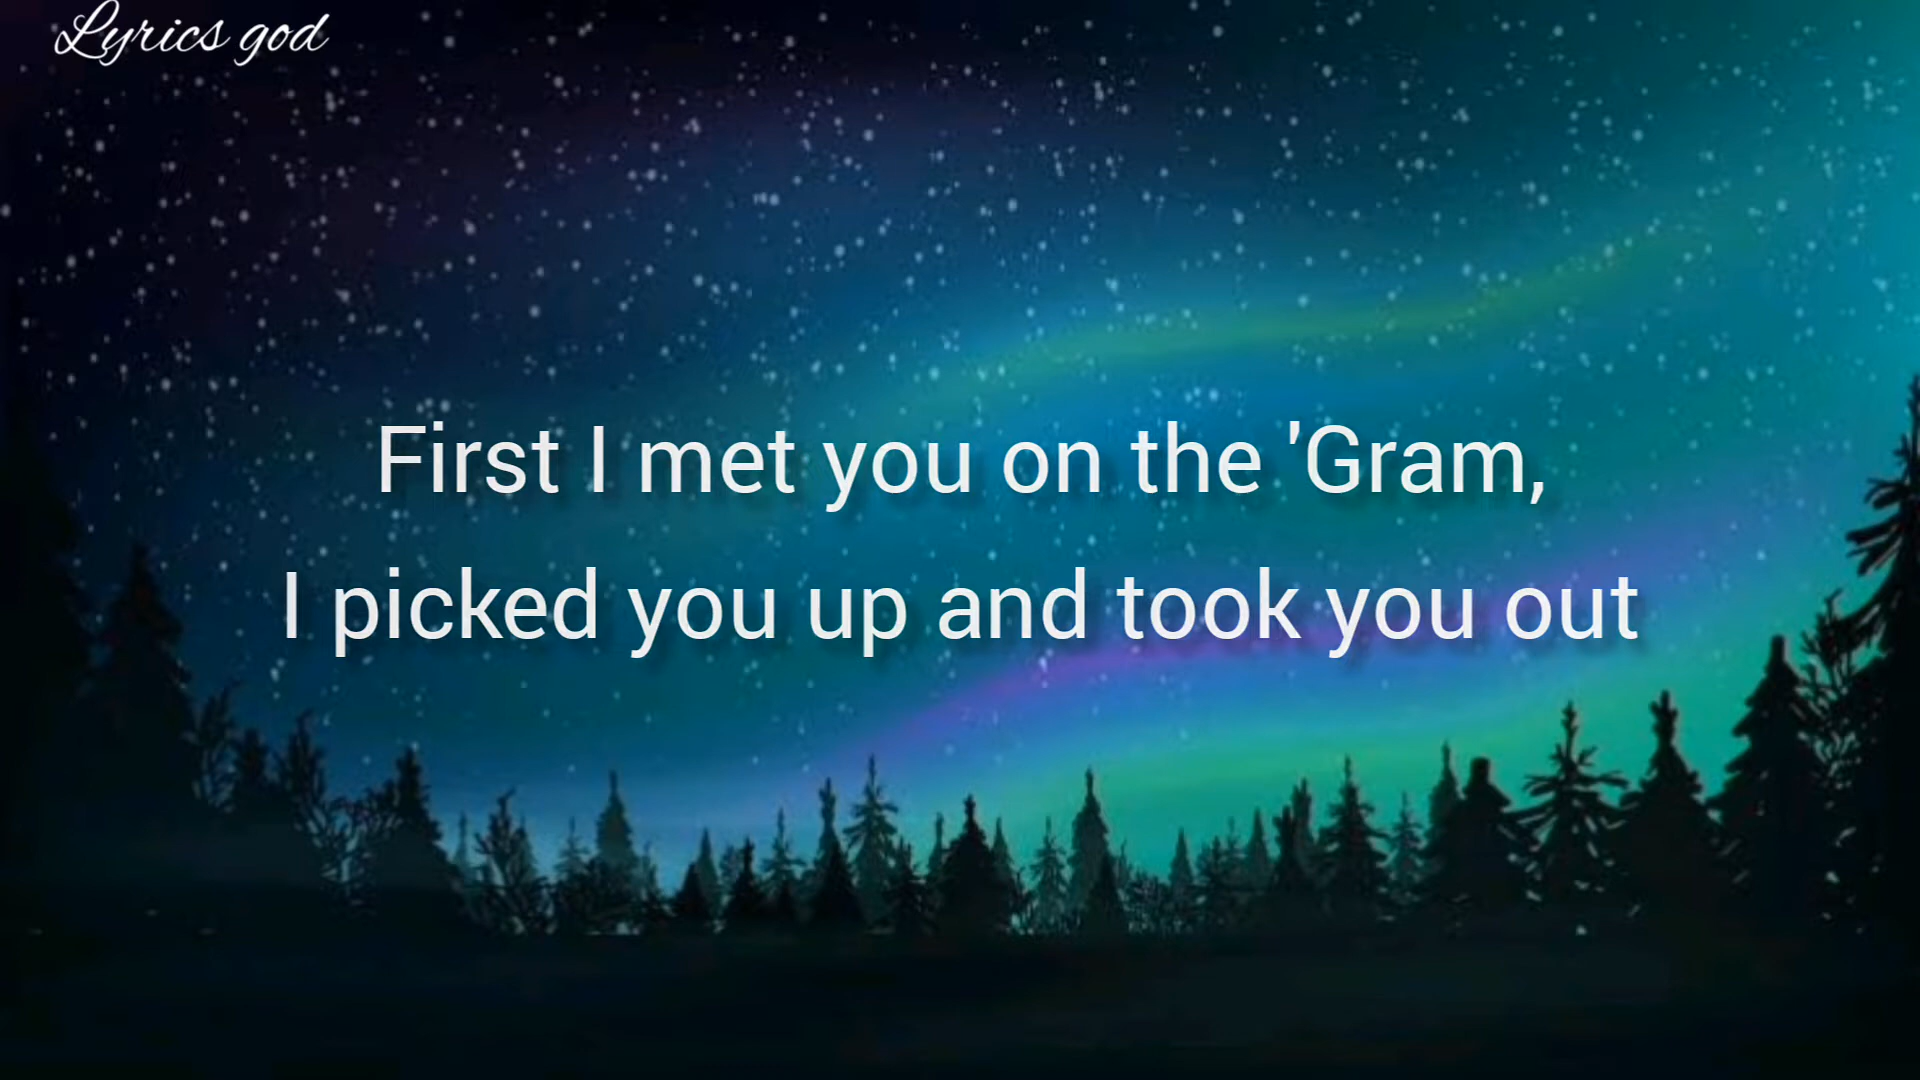 Lyrics god
First I met you on the 'Gram,
I picked you up and took you out